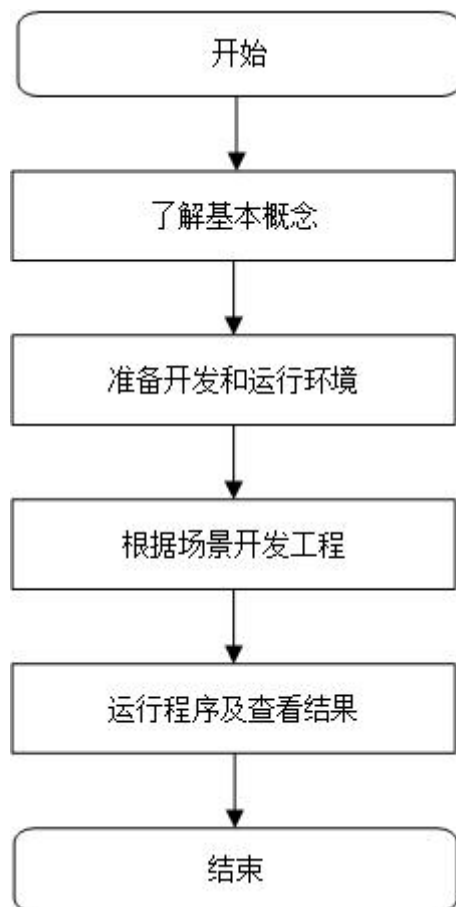 开始
了解基本概念
准备开发和运行环境
根据场景开发工程
运行程序及查看结果
结束